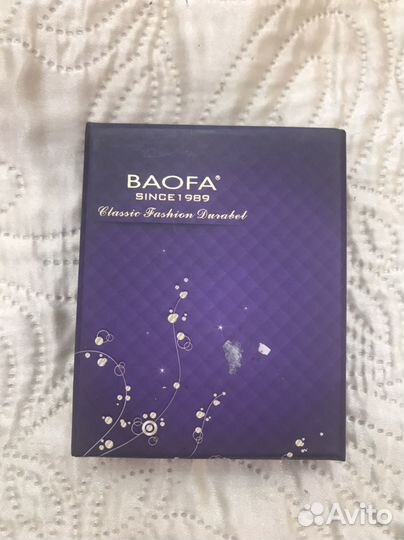 BAOFA®
SINCE1989
Classic Fashion Durabel
Avito